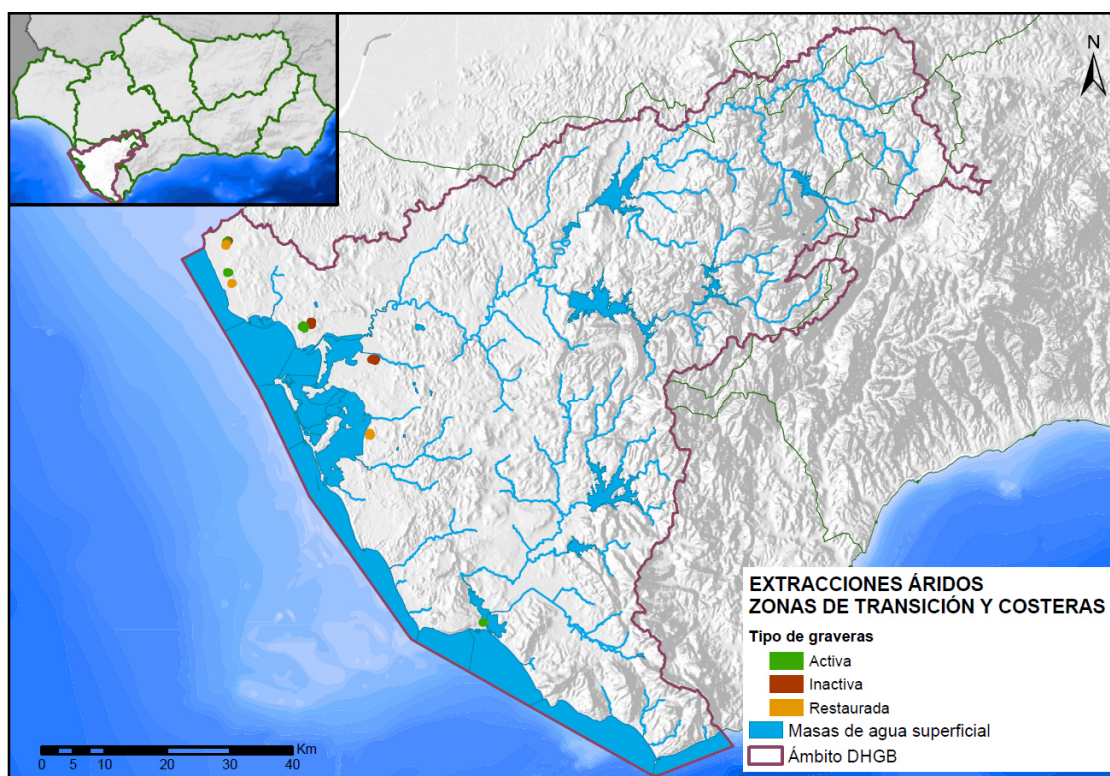 N
EXTRACCIONES ÁRIDOS
ZONAS DE TRANSICIÓN Y COSTERAS
Tipo de graveras
Activa
Inactiva
Restaurada
Masas de agua superficial
Ámbito DHGB
Km
0 5 10 20 30 40